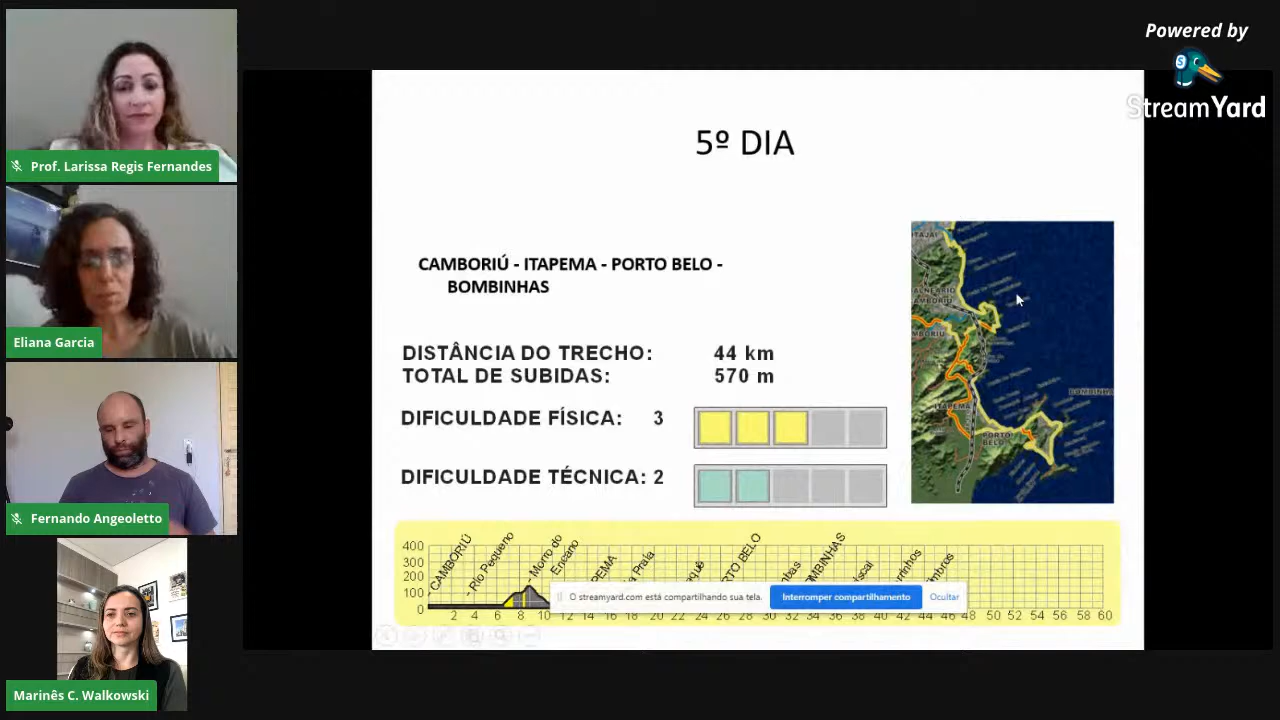 Powered by
StreamYard
Prof. Larissa Regis Fernandes
Eliana Garcia
Fernando Angeoletto
Marinês C. Walkowski
5º DIA
CAMBORIÚ - ITAPEMA - PORTO BELO -
BOMBINHAS
DISTÂNCIA DO TRECHO: 44 km
TOTAL DE SUBIDAS: 570 m
DIFICULDADE FÍSICA: 3
DIFICULDADE TÉCNICA: 2
ITAJAÍ
BALNEÁRIO
CAMBORIÚ
ITAPEMA
PORTO
BELO
400
300
200
100
0
CAMBORIÚ
- Rio Pequeno
- Morro do
Encano
O streamyard.com está compartilhando sua tela.
Interromper compartilhamento
Ocultar
2 4 6 8 10 12 14 16 18 20 22 24 26 28 30 32 34 36 38 40 42 44 46 48 50 52 54 56 58 60